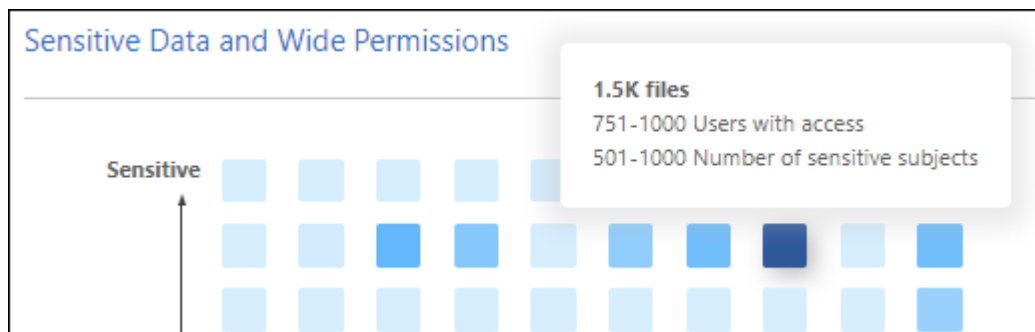 Sensitive Data and Wide Permissions
1.5K files
751-1000 Users with access
501-1000 Number of sensitive subjects
Sensitive